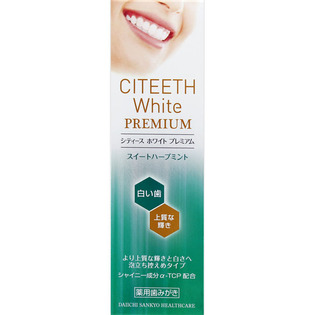 CITEETH
White
PREMIUM
シティース ホワイト プレミアム
スイートハーブミント
白い歯
上質な
輝き
より上質な輝きと白さへ
泡立ち控えめタイプ
シャイニー成分α-TCP配合
薬用歯みがき
DAIICHI SANKYO HEALTHCARE